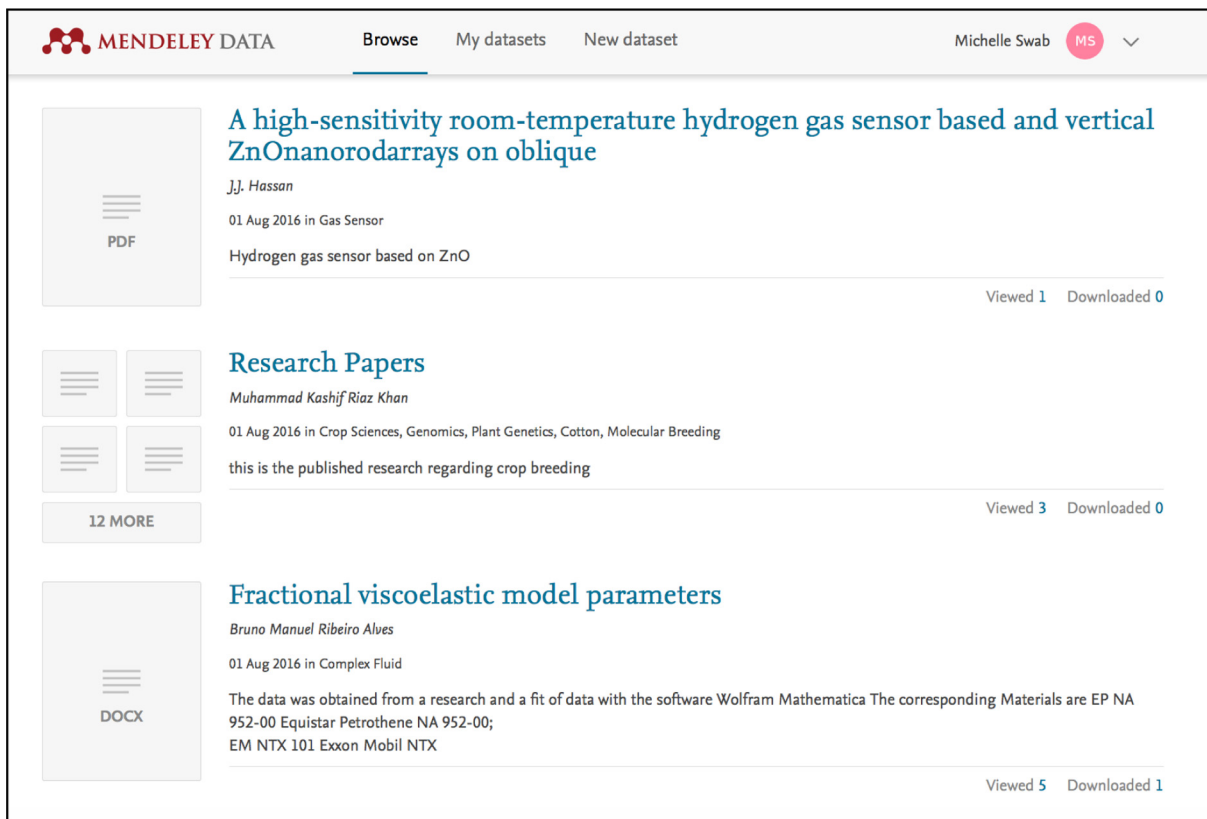 MENDELEY DATA Browse My datasets New dataset Michelle Swab MS
A high-sensitivity room-temperature hydrogen gas sensor based and vertical
ZnOnanorodarrays on oblique
J.J. Hassan
01 Aug 2016 in Gas Sensor
PDF
Hydrogen gas sensor based on ZnO
Viewed 1 Downloaded 0
Research Papers
Muhammad Kashif Riaz Khan
01 Aug 2016 in Crop Sciences, Genomics, Plant Genetics, Cotton, Molecular Breeding
this is the published research regarding crop breeding
12 MORE
Viewed 3 Downloaded 0
Fractional viscoelastic model parameters
Bruno Manuel Ribeiro Alves
01 Aug 2016 in Complex Fluid
The data was obtained from a research and a fit of data with the software Wolfram Mathematica The corresponding Materials are EP NA
952-00 Equistar Petrothene NA 952-00;
DOCX
EM NTX 101 Exxon Mobil NTX
Viewed 5 Downloaded 1